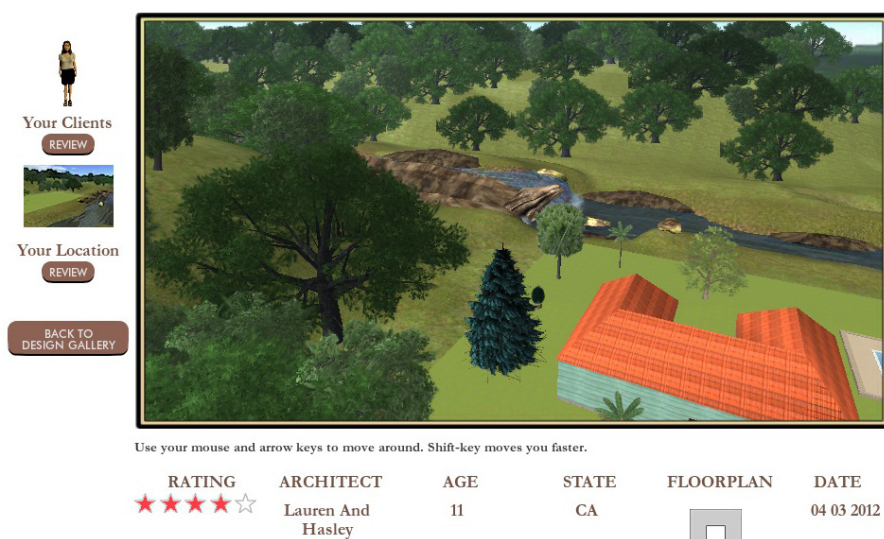 Your Clients
REVIEW
Your Location
REVIEW
BACK TO
DESIGN GALLERY
Use your mouse and arrow keys to move around. Shift-key moves you faster.
RATING ARCHITECT AGE STATE FLOORPLAN DATE
Lauren And 11 CA 04 03 2012
Hasley